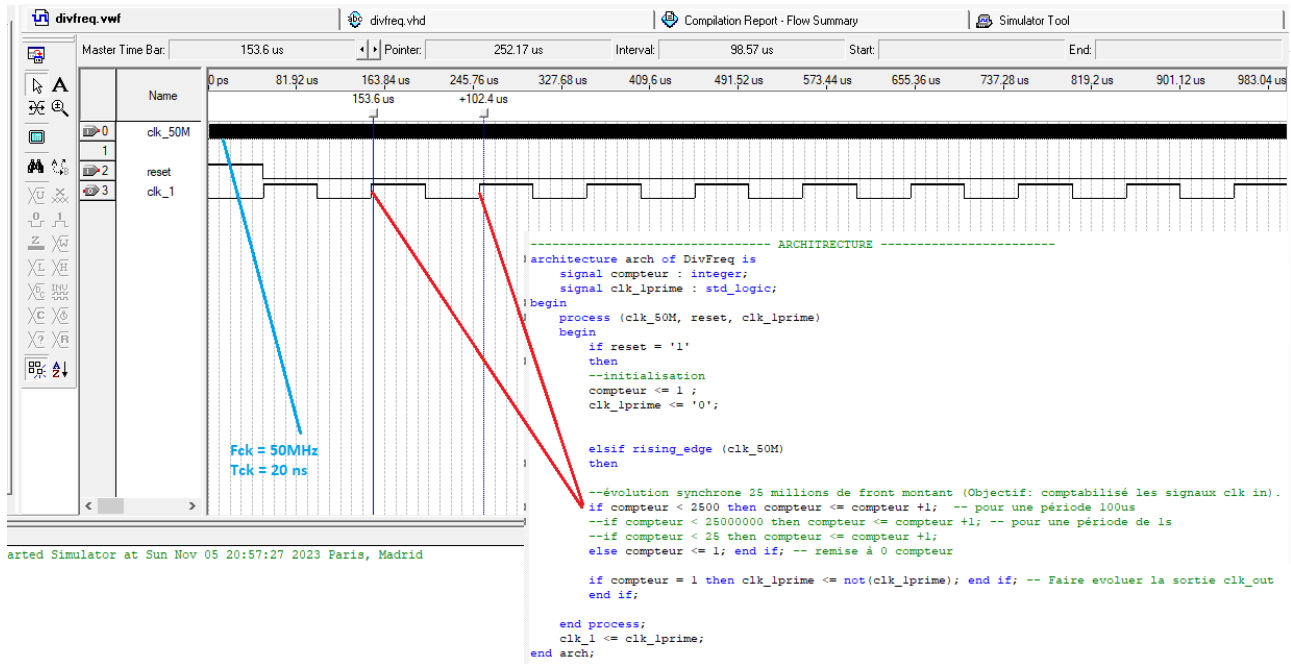 divfreq.vwf
divfreq.vhd
Compilation Report - Flow Summary
Simulator Tool
Master Time Bar: 153.6 us Pointer: 252.17 us Interval: 98.57 us Start: End:
Name
0 ps 81.92 us 163.84 us 245.76 us 327.68 us 409.6 us 491.52 us 573.44 us 655.36 us 737.28 us 819.2 us 901.12 us 983.04 us
153.6 us +102.4 us
0 clk_50M
1
2 reset
3 clk_1
Fck = 50MHz
Tck = 20 ns
-------------------------------- ARCHITRECTURE ------------------------
architecture arch of DivFreq is
signal compteur : integer;
signal clk_1prime : std_logic;
begin
process (clk_50M, reset, clk_1prime)
begin
if reset = '1'
then
--initialisation
compteur <= 1 ;
clk_1prime <= '0';
elsif rising_edge (clk_50M)
then
--évolution synchrone 25 millions de front montant (Objectif: comptabilisé les signaux clk in).
if compteur < 2500 then compteur <= compteur +1; -- pour une période 100us
--if compteur < 25000000 then compteur <= compteur +1; -- pour une période de 1s
--if compteur < 25 then compteur <= compteur +1;
else compteur <= 1; end if; -- remise à 0 compteur
if compteur = 1 then clk_1prime <= not(clk_1prime); end if; -- Faire evoluer la sortie clk_out
end if;
end process;
clk_1 <= clk_1prime;
end arch;
arted Simulator at Sun Nov 05 20:57:27 2023 Paris, Madrid